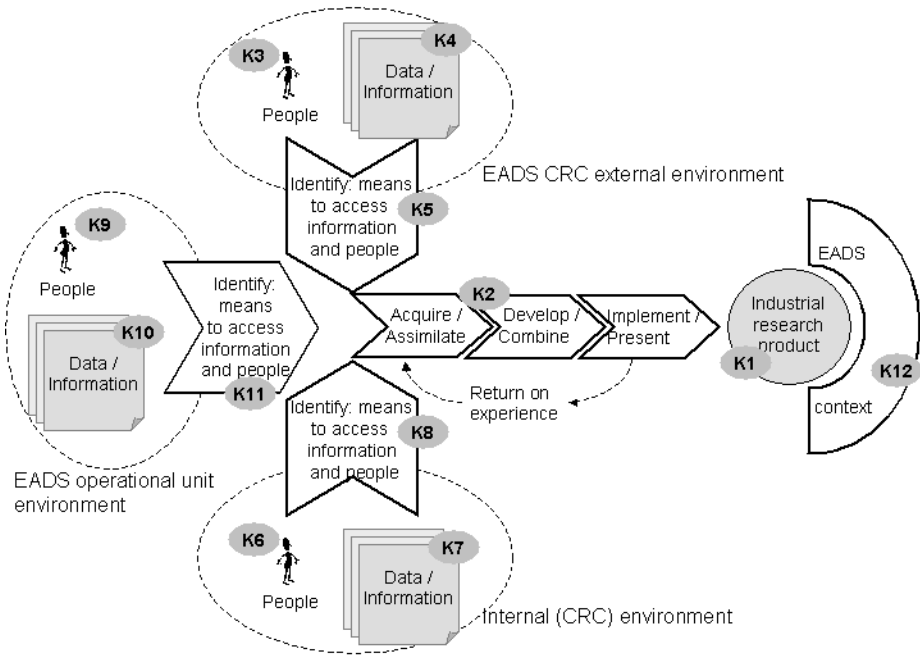 K3
K4
Data /
Information
People
EADS CRC external environment
Identify: means
to access
information
and people
K5
K9
People
K10
Data /
Information
Identify:
means
to access
information
and people
K11
EADS operational unit
environment
K2
Acquire /
Assimilate
Develop /
Combine
Implement /
Present
Return on
experience
Industrial
research
product
K1
EADS
context
K12
Identify: means
to access
information
and people
K8
K6
K7
Data /
Information
People
Internal (CRC) environment